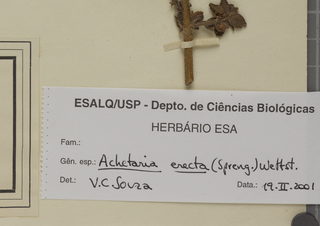 ESALQ/USP - Depto. de Ciências Biológicas
HERBÁRIO ESA
Fam.:
Gên. esp.: Achetaria erecta (Spreng.) Wettst.
Det.: V.C. Souza Data.: 19.II.2001